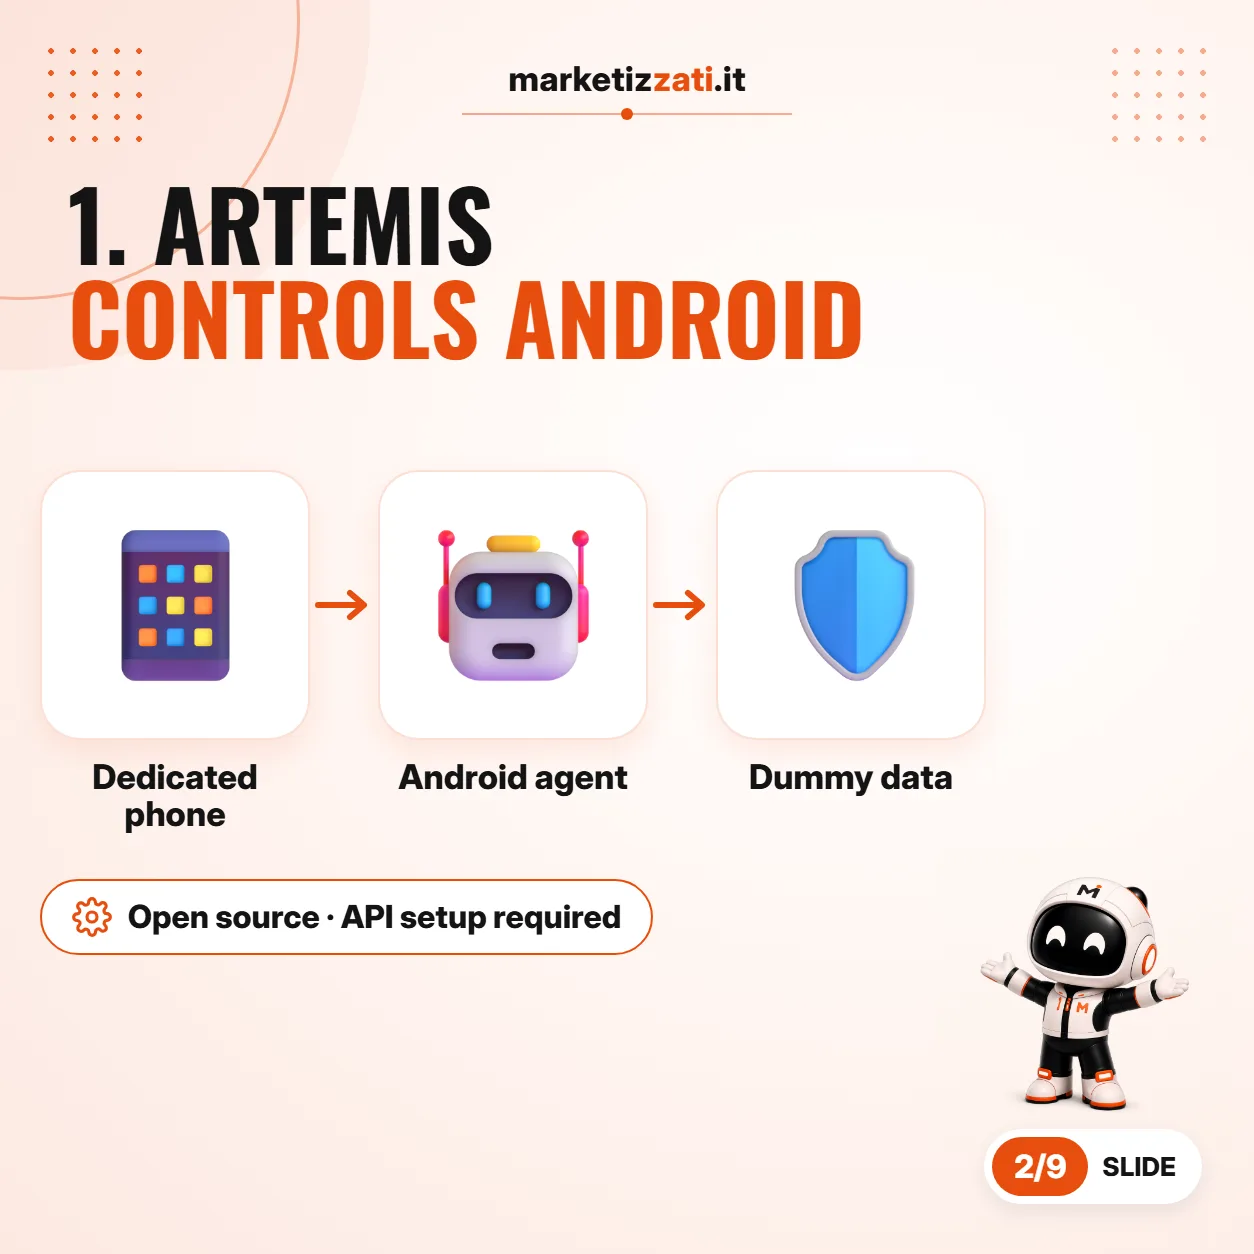 marketizzati.it
1. ARTEMIS
CONTROLS ANDROID
Dedicated
phone
Android agent
Dummy data
Open source · API setup required
2/9 SLIDE